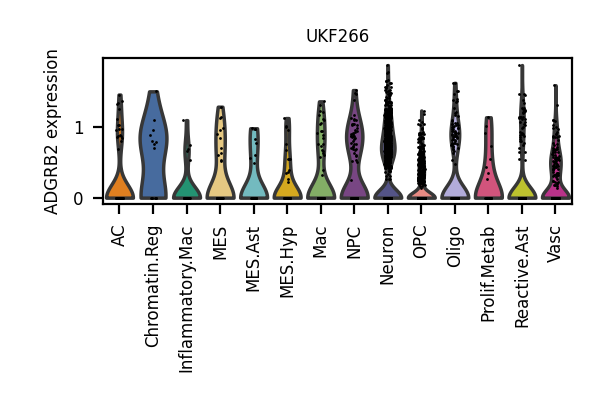 UKF266
ADGRB2 expression
1
0
AC
Chromatin.Reg
Inflammatory.Mac
MES
MES.Ast
MES.Hyp
Mac
NPC
Neuron
OPC
Oligo
Prolif.Metab
Reactive.Ast
Vasc